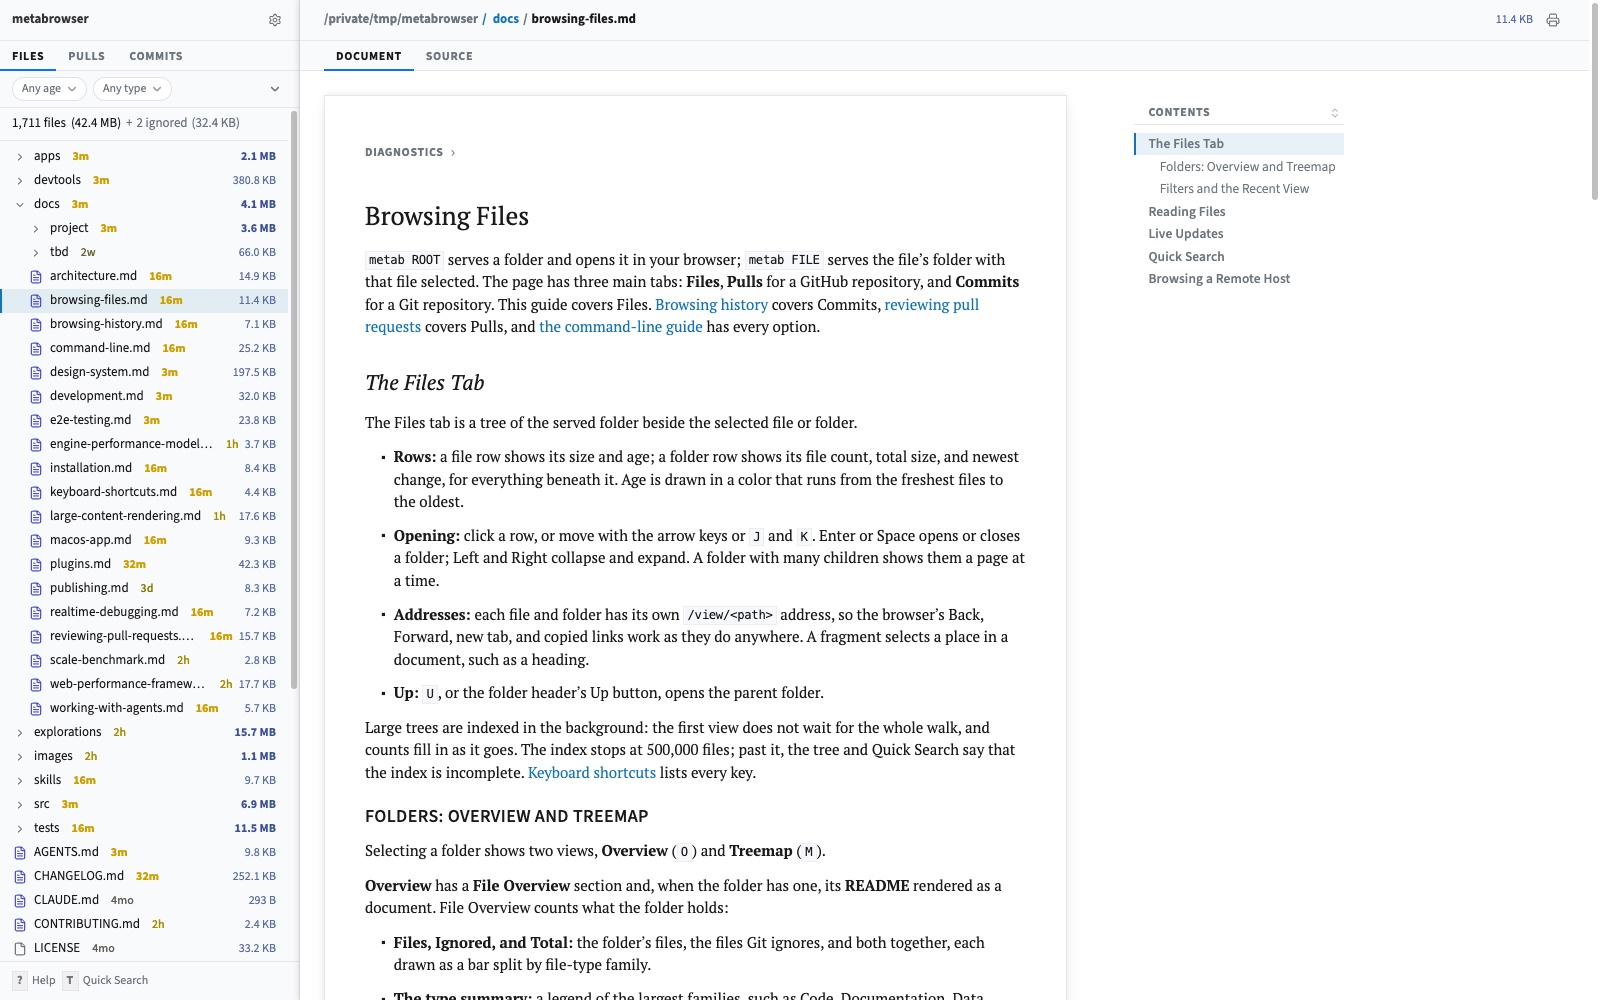 metabrowser
FILES PULLS COMMITS
Any age Any type
1,711 files (42.4 MB) + 2 ignored (32.4 KB)
apps 3m 2.1 MB
devtools 3m 380.8 KB
docs 3m 4.1 MB
project 3m 3.6 MB
tbd 2w 66.0 KB
architecture.md 16m 14.9 KB
browsing-files.md 16m 11.4 KB
browsing-history.md 16m 7.1 KB
command-line.md 16m 25.2 KB
design-system.md 3m 197.5 KB
development.md 3m 32.0 KB
e2e-testing.md 3m 23.8 KB
engine-performance-model... 1h 3.7 KB
installation.md 16m 8.4 KB
keyboard-shortcuts.md 16m 4.4 KB
large-content-rendering.md 1h 17.6 KB
macos-app.md 16m 9.3 KB
plugins.md 32m 42.3 KB
publishing.md 3d 8.3 KB
realtime-debugging.md 16m 7.2 KB
reviewing-pull-requests.... 16m 15.7 KB
scale-benchmark.md 2h 2.8 KB
web-performance-framew... 2h 17.7 KB
working-with-agents.md 16m 5.7 KB
explorations 2h 15.7 MB
images 2h 1.1 MB
skills 16m 9.7 KB
src 3m 6.9 MB
tests 16m 11.5 MB
AGENTS.md 3m 9.8 KB
CHANGELOG.md 32m 252.1 KB
CLAUDE.md 4mo 293 B
CONTRIBUTING.md 2h 2.4 KB
LICENSE 4mo 33.2 KB
? Help T Quick Search
/private/tmp/metabrowser / docs / browsing-files.md 11.4 KB
DOCUMENT SOURCE
DIAGNOSTICS ›
Browsing Files
metab ROOT serves a folder and opens it in your browser; metab FILE serves the file’s folder with
that file selected. The page has three main tabs: Files, Pulls for a GitHub repository, and Commits
for a Git repository. This guide covers Files. Browsing history covers Commits, reviewing pull
requests covers Pulls, and the command-line guide has every option.
The Files Tab
The Files tab is a tree of the served folder beside the selected file or folder.
▪ Rows: a file row shows its size and age; a folder row shows its file count, total size, and newest
change, for everything beneath it. Age is drawn in a color that runs from the freshest files to
the oldest.
▪ Opening: click a row, or move with the arrow keys or J and K. Enter or Space opens or closes
a folder; Left and Right collapse and expand. A folder with many children shows them a page at
a time.
▪ Addresses: each file and folder has its own /view/<path> address, so the browser’s Back,
Forward, new tab, and copied links work as they do anywhere. A fragment selects a place in a
document, such as a heading.
▪ Up: U, or the folder header’s Up button, opens the parent folder.
Large trees are indexed in the background: the first view does not wait for the whole walk, and
counts fill in as it goes. The index stops at 500,000 files; past it, the tree and Quick Search say that
the index is incomplete. Keyboard shortcuts lists every key.
FOLDERS: OVERVIEW AND TREEMAP
Selecting a folder shows two views, Overview (O) and Treemap (M).
Overview has a File Overview section and, when the folder has one, its README rendered as a
document. File Overview counts what the folder holds:
▪ Files, Ignored, and Total: the folder’s files, the files Git ignores, and both together, each
drawn as a bar split by file-type family.
▪ The type summary: a legend of the largest families, such as Code, Documentation, Data,
CONTENTS
The Files Tab
Folders: Overview and Treemap
Filters and the Recent View
Reading Files
Live Updates
Quick Search
Browsing a Remote Host